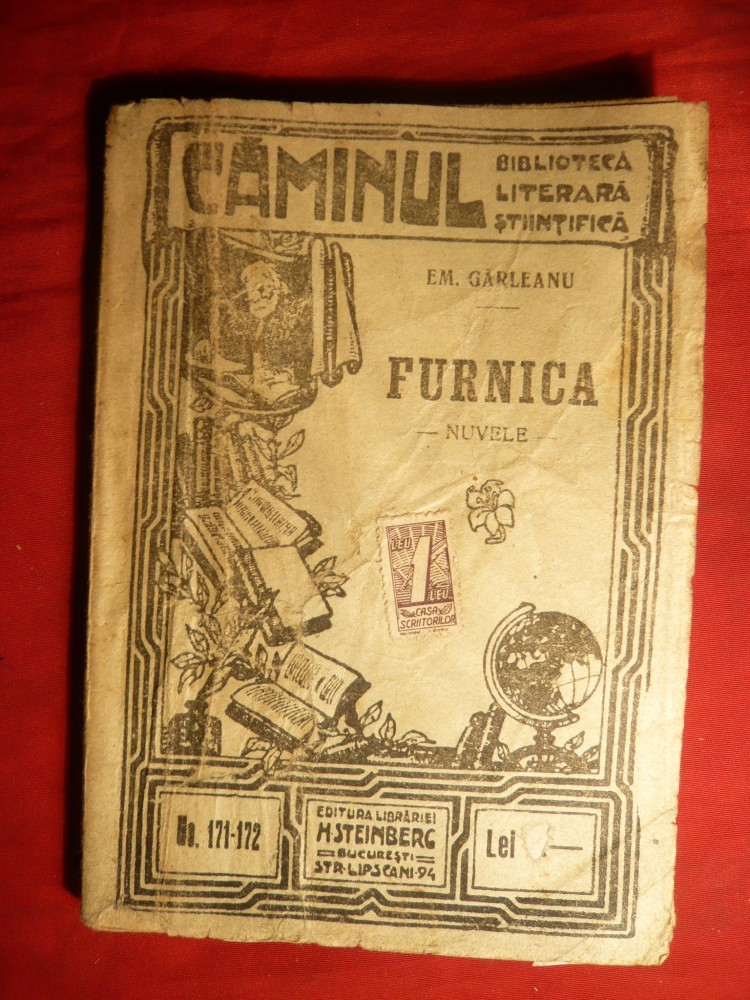 CĂMINUL
BIBLIOTECĂ
LITERARĂ
ȘTIINȚIFICĂ
EM. GÂRLEANU
FURNICA
— NUVELE —
LEU
1
LEU
CASA
SCRIITORILOR
No. 171-172
EDITURA LIBRĂRIEI
H. STEINBERG
BUCUREȘTI
STR. LIPSCANI·94
Lei